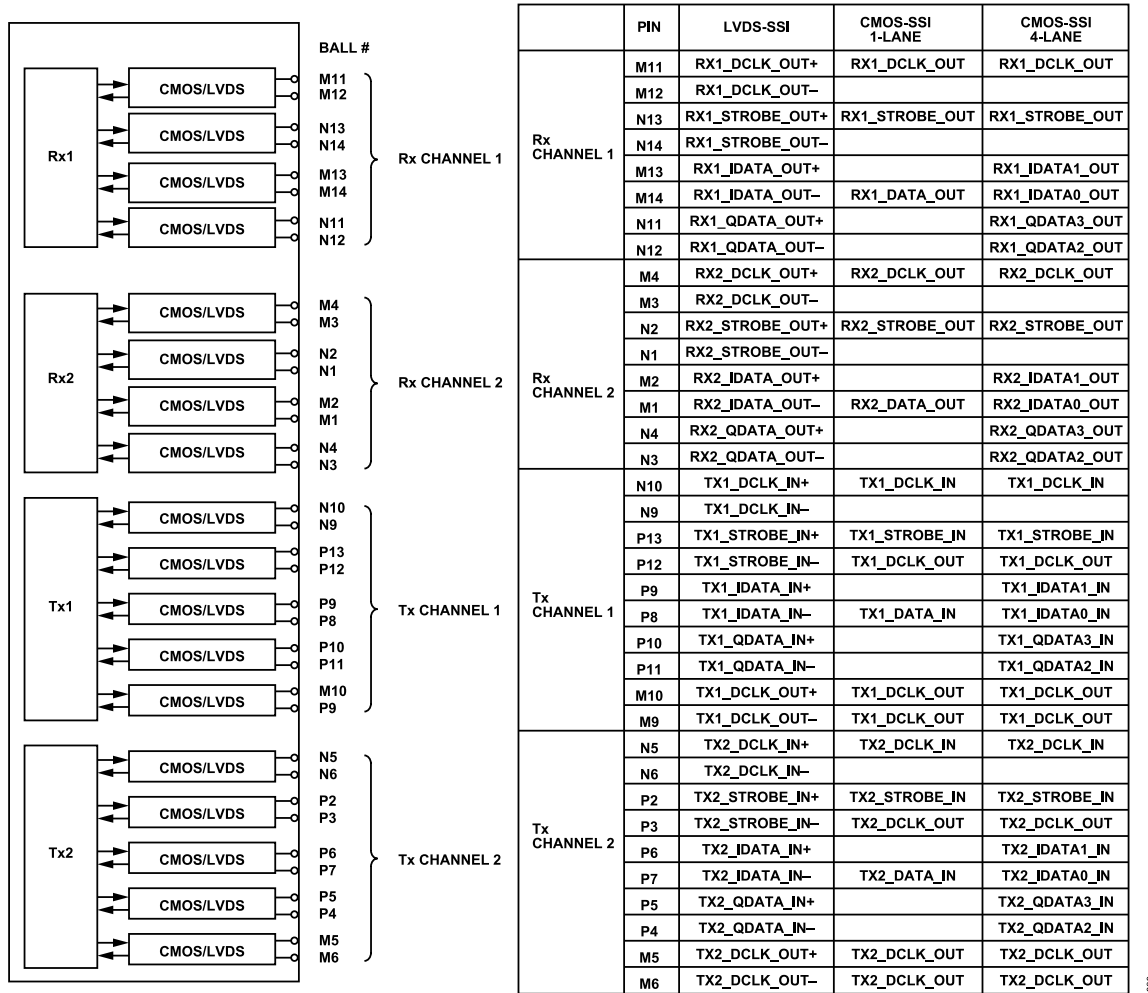 BALL #
Rx1
CMOS/LVDS
M11
M12
CMOS/LVDS
N13
N14
CMOS/LVDS
M13
M14
CMOS/LVDS
N11
N12
Rx CHANNEL 1
Rx2
CMOS/LVDS
M4
M3
CMOS/LVDS
N2
N1
CMOS/LVDS
M2
M1
CMOS/LVDS
N4
N3
Rx CHANNEL 2
Tx1
CMOS/LVDS
N10
N9
CMOS/LVDS
P13
P12
CMOS/LVDS
P9
P8
CMOS/LVDS
P10
P11
CMOS/LVDS
M10
P9
Tx CHANNEL 1
Tx2
CMOS/LVDS
N5
N6
CMOS/LVDS
P2
P3
CMOS/LVDS
P6
P7
CMOS/LVDS
P5
P4
CMOS/LVDS
M5
M6
Tx CHANNEL 2
PIN LVDS-SSI CMOS-SSI 1-LANE CMOS-SSI 4-LANE
Rx CHANNEL 1
M11 RX1_DCLK_OUT+ RX1_DCLK_OUT RX1_DCLK_OUT
M12 RX1_DCLK_OUT–
N13 RX1_STROBE_OUT+ RX1_STROBE_OUT RX1_STROBE_OUT
N14 RX1_STROBE_OUT–
M13 RX1_IDATA_OUT+ RX1_IDATA1_OUT
M14 RX1_IDATA_OUT– RX1_DATA_OUT RX1_IDATA0_OUT
N11 RX1_QDATA_OUT+ RX1_QDATA3_OUT
N12 RX1_QDATA_OUT– RX1_QDATA2_OUT
Rx CHANNEL 2
M4 RX2_DCLK_OUT+ RX2_DCLK_OUT RX2_DCLK_OUT
M3 RX2_DCLK_OUT–
N2 RX2_STROBE_OUT+ RX2_STROBE_OUT RX2_STROBE_OUT
N1 RX2_STROBE_OUT–
M2 RX2_IDATA_OUT+ RX2_IDATA1_OUT
M1 RX2_IDATA_OUT– RX2_DATA_OUT RX2_IDATA0_OUT
N4 RX2_QDATA_OUT+ RX2_QDATA3_OUT
N3 RX2_QDATA_OUT– RX2_QDATA2_OUT
Tx CHANNEL 1
N10 TX1_DCLK_IN+ TX1_DCLK_IN TX1_DCLK_IN
N9 TX1_DCLK_IN–
P13 TX1_STROBE_IN+ TX1_STROBE_IN TX1_STROBE_IN
P12 TX1_STROBE_IN– TX1_DCLK_OUT TX1_DCLK_OUT
P9 TX1_IDATA_IN+ TX1_IDATA1_IN
P8 TX1_IDATA_IN– TX1_DATA_IN TX1_IDATA0_IN
P10 TX1_QDATA_IN+ TX1_QDATA3_IN
P11 TX1_QDATA_IN– TX1_QDATA2_IN
M10 TX1_DCLK_OUT+ TX1_DCLK_OUT TX1_DCLK_OUT
M9 TX1_DCLK_OUT– TX1_DCLK_OUT TX1_DCLK_OUT
Tx CHANNEL 2
N5 TX2_DCLK_IN+ TX2_DCLK_IN TX2_DCLK_IN
N6 TX2_DCLK_IN–
P2 TX2_STROBE_IN+ TX2_STROBE_IN TX2_STROBE_IN
P3 TX2_STROBE_IN– TX2_DCLK_OUT TX2_DCLK_OUT
P6 TX2_IDATA_IN+ TX2_IDATA1_IN
P7 TX2_IDATA_IN– TX2_DATA_IN TX2_IDATA0_IN
P5 TX2_QDATA_IN+ TX2_QDATA3_IN
P4 TX2_QDATA_IN– TX2_QDATA2_IN
M5 TX2_DCLK_OUT+ TX2_DCLK_OUT TX2_DCLK_OUT
M6 TX2_DCLK_OUT– TX2_DCLK_OUT TX2_DCLK_OUT